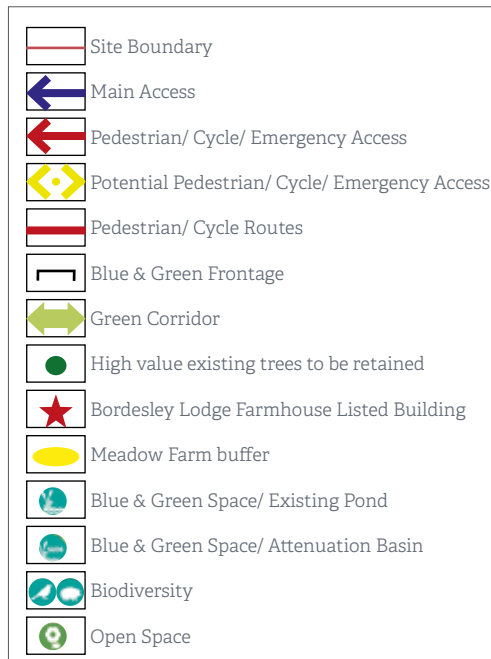 Site Boundary
Main Access
Pedestrian/ Cycle/ Emergency Access
Potential Pedestrian/ Cycle/ Emergency Access
Pedestrian/ Cycle Routes
Blue & Green Frontage
Green Corridor
High value existing trees to be retained
Bordesley Lodge Farmhouse Listed Building
Meadow Farm buffer
Blue & Green Space/ Existing Pond
Blue & Green Space/ Attenuation Basin
Biodiversity
Open Space